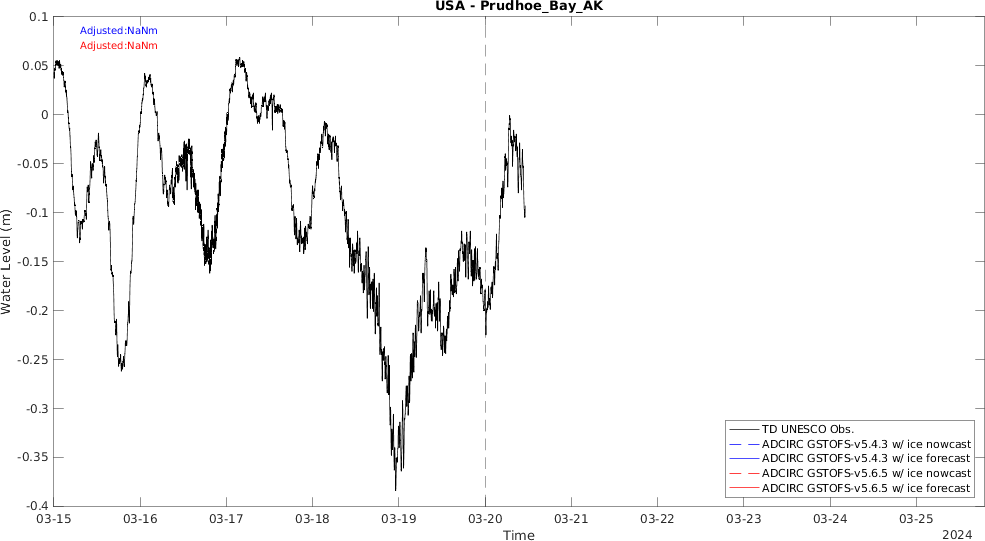 USA - Prudhoe_Bay_AK
Adjusted:NaNm
Adjusted:NaNm
0.1
0.05
0
-0.05
-0.1
-0.15
-0.2
-0.25
-0.3
-0.35
-0.4
Water Level (m)
TD UNESCO Obs.
ADCIRC GSTOFS-v5.4.3 w/ ice nowcast
ADCIRC GSTOFS-v5.4.3 w/ ice forecast
ADCIRC GSTOFS-v5.6.5 w/ ice nowcast
ADCIRC GSTOFS-v5.6.5 w/ ice forecast
03-15 03-16 03-17 03-18 03-19 03-20 03-21 03-22 03-23 03-24 03-25
Time
2024